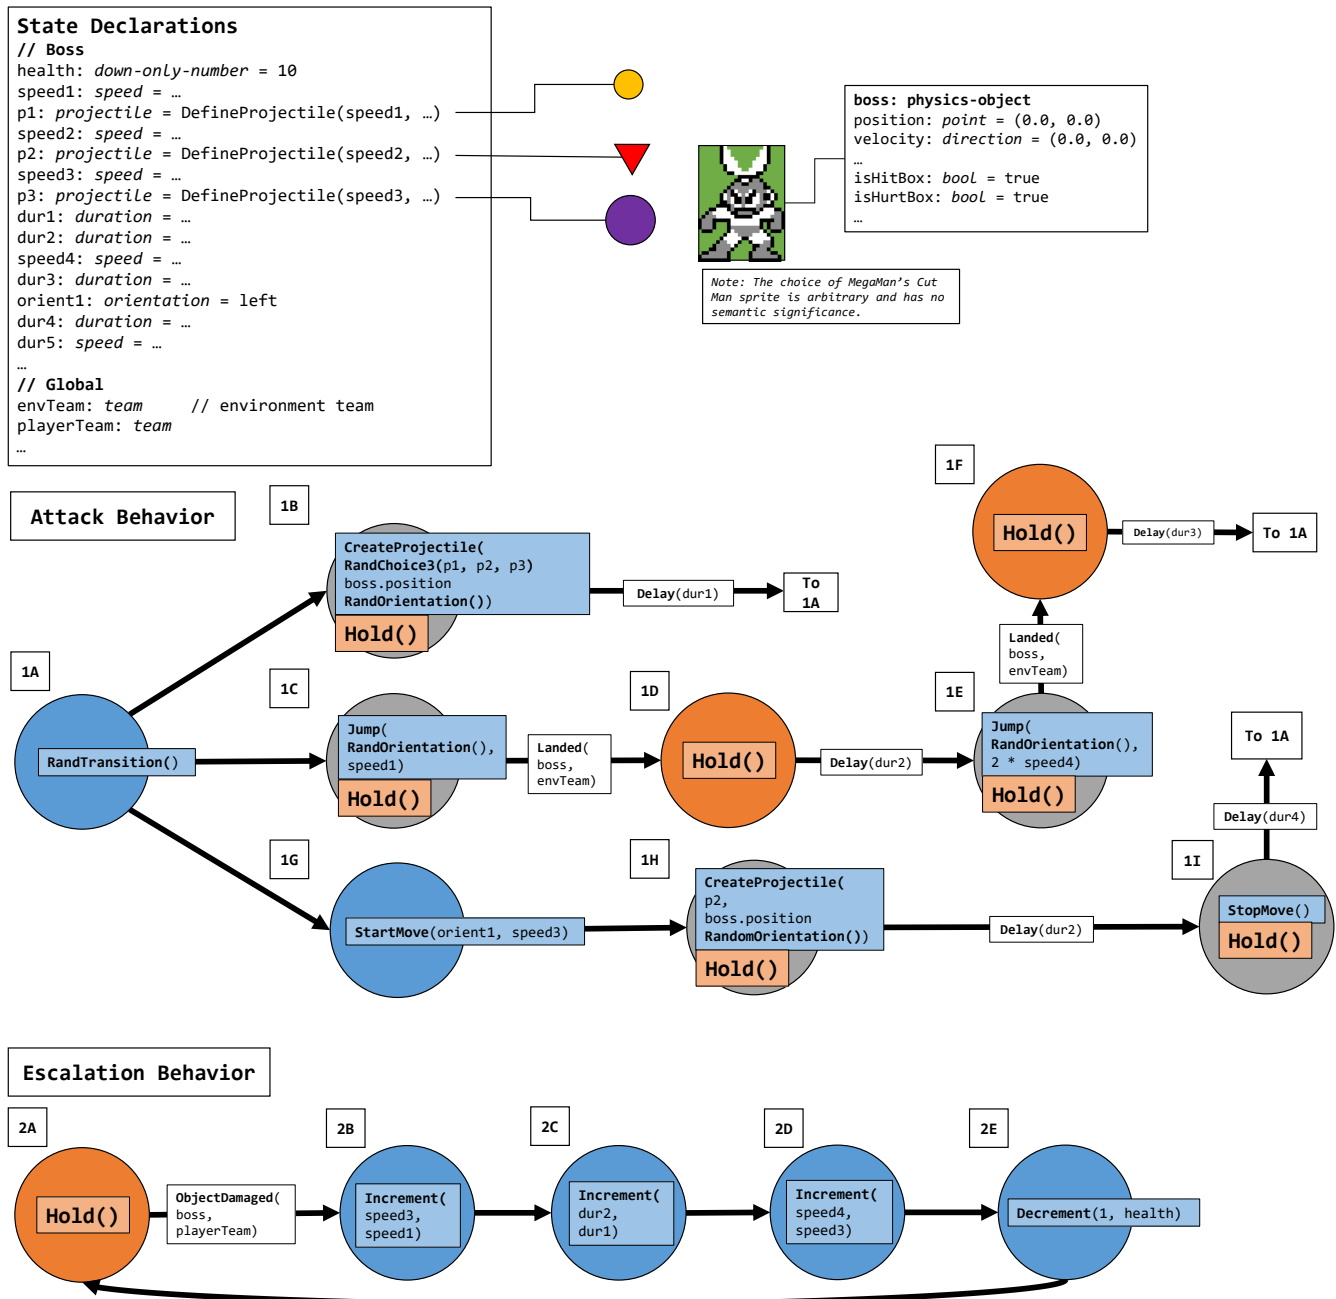 State Declarations
// Boss
health: down-only-number = 10
speed1: speed = …
p1: projectile = DefineProjectile(speed1, …)
speed2: speed = …
p2: projectile = DefineProjectile(speed2, …)
speed3: speed = …
p3: projectile = DefineProjectile(speed3, …)
dur1: duration = …
dur2: duration = …
speed4: speed = …
dur3: duration = …
orient1: orientation = left
dur4: duration = …
dur5: speed = …
…
// Global
envTeam: team // environment team
playerTeam: team
…
boss: physics-object
position: point = (0.0, 0.0)
velocity: direction = (0.0, 0.0)
…
isHitBox: bool = true
isHurtBox: bool = true
…
Note: The choice of MegaMan’s Cut
Man sprite is arbitrary and has no
semantic significance.
Attack Behavior
1A
RandTransition()
1B
CreateProjectile(
RandChoice3(p1, p2, p3)
boss.position
RandOrientation())
Hold()
Delay(dur1)
To
1A
1C
Jump(
RandOrientation(),
speed1)
Hold()
Landed(
boss,
envTeam)
1D
Hold()
Delay(dur2)
1E
Jump(
RandOrientation(),
2 * speed4)
Hold()
Landed(
boss,
envTeam)
1F
Hold()
Delay(dur3)
To 1A
1G
StartMove(orient1, speed3)
1H
CreateProjectile(
p2,
boss.position
RandomOrientation())
Hold()
Delay(dur2)
1I
StopMove()
Hold()
Delay(dur4)
To 1A
Escalation Behavior
2A
Hold()
ObjectDamaged(
boss,
playerTeam)
2B
Increment(
speed3,
speed1)
2C
Increment(
dur2,
dur1)
2D
Increment(
speed4,
speed3)
2E
Decrement(1, health)